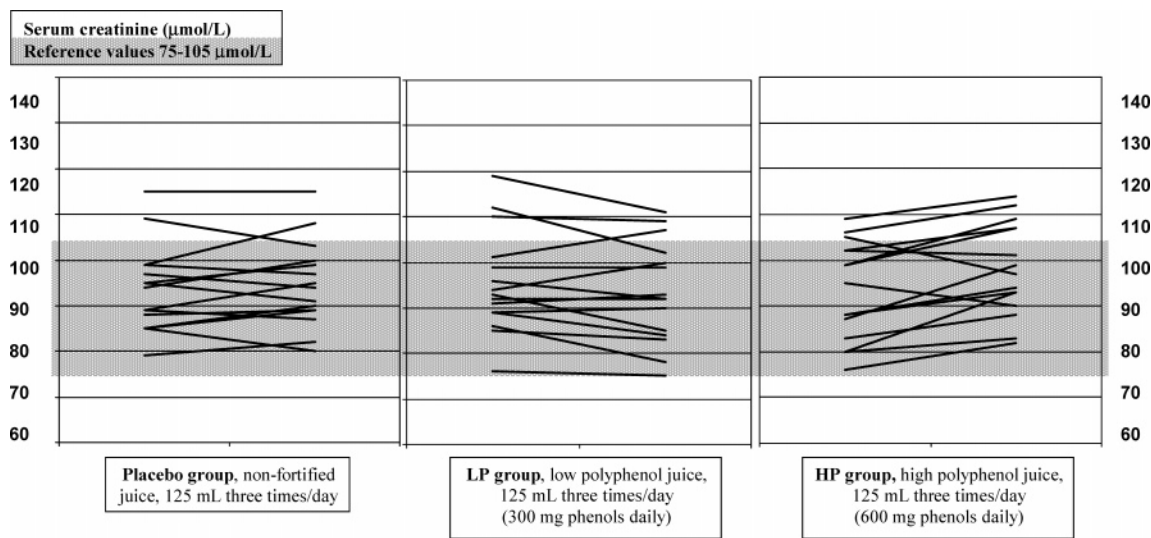 Serum creatinine (µmol/L)
Reference values 75-105 µmol/L
140
130
120
110
100
90
80
70
60
140
130
120
110
100
90
80
70
60
Placebo group, non-fortified
juice, 125 mL three times/day
LP group, low polyphenol juice,
125 mL three times/day
(300 mg phenols daily)
HP group, high polyphenol juice,
125 mL three times/day
(600 mg phenols daily)